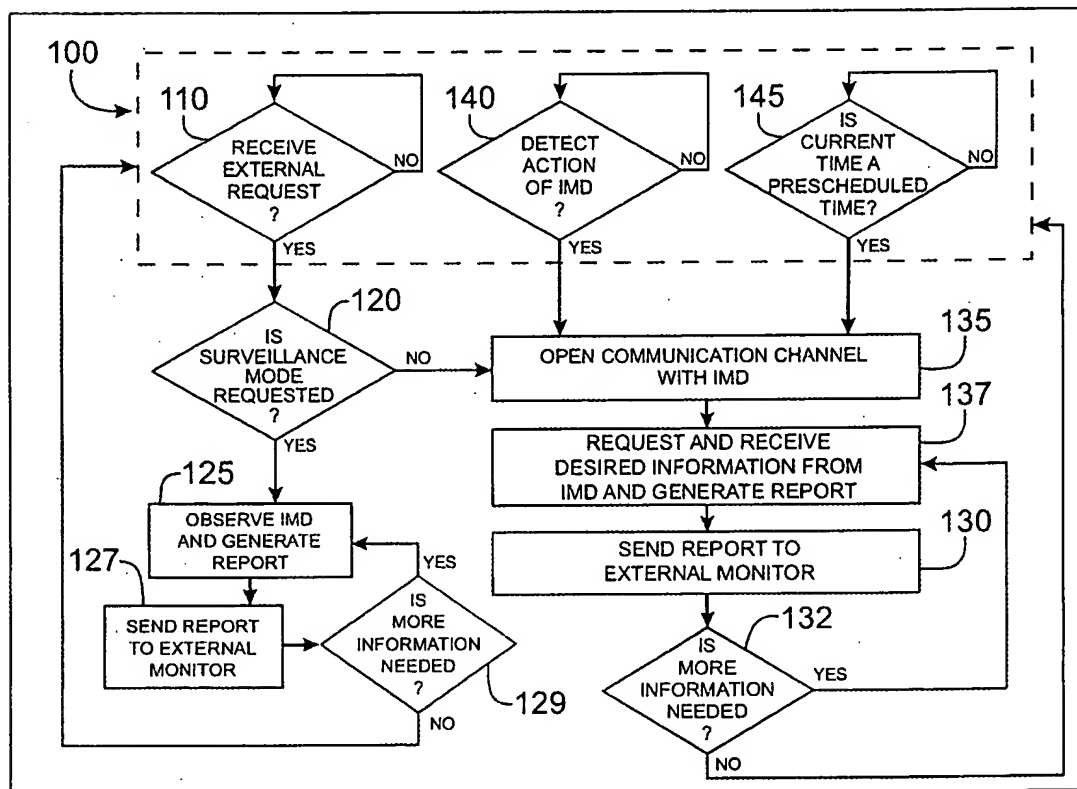 100
110
RECEIVE
EXTERNAL
REQUEST
?
NO
YES
140
DETECT
ACTION
OF IMD
?
NO
YES
145
IS
CURRENT
TIME A
PRESCHEDULED
TIME?
NO
YES
120
IS
SURVEILLANCE
MODE
REQUESTED
?
NO
YES
135
OPEN COMMUNICATION CHANNEL
WITH IMD
137
REQUEST AND RECEIVE
DESIRED INFORMATION FROM
IMD AND GENERATE REPORT
125
OBSERVE IMD
AND GENERATE
REPORT
130
SEND REPORT TO
EXTERNAL MONITOR
127
SEND REPORT
TO EXTERNAL
MONITOR
YES
IS
MORE
INFORMATION
NEEDED
?
129
NO
132
IS
MORE
INFORMATION
NEEDED
?
YES
NO